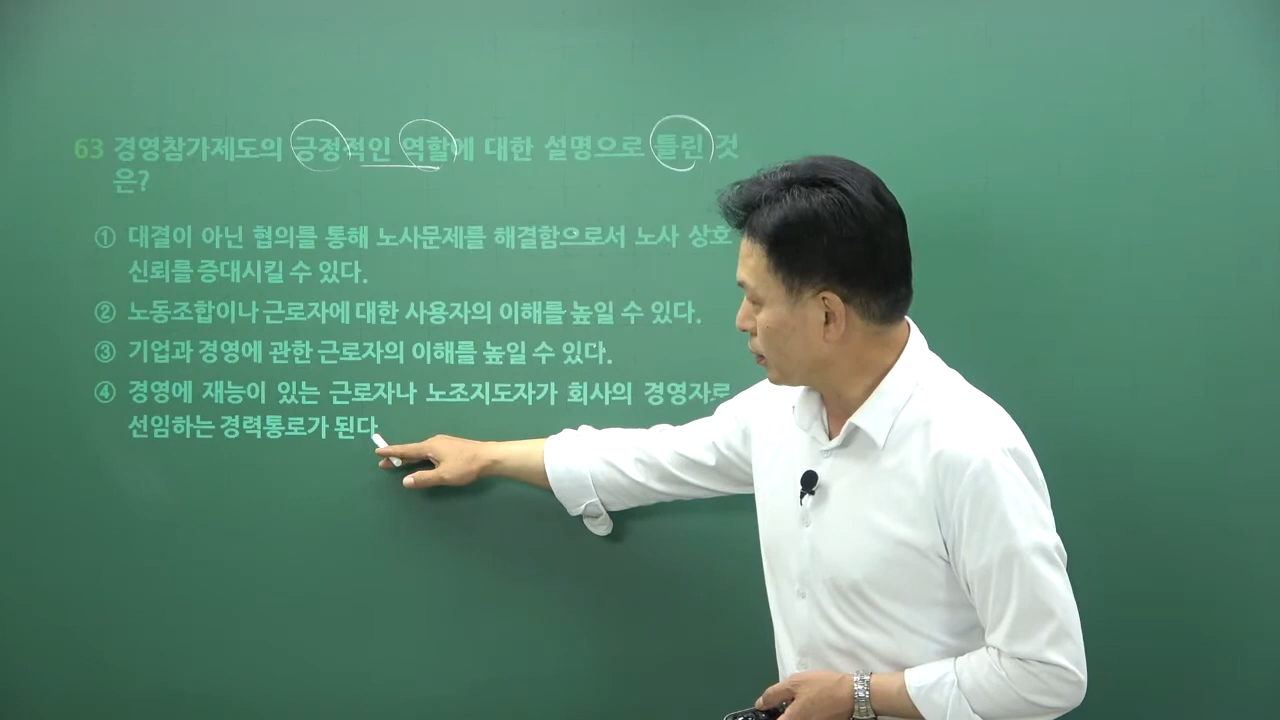 63 경영참가제도의 긍정적인 역할에 대한 설명으로 틀린 것
은?
① 대결이 아닌 협의를 통해 노사문제를 해결함으로서 노사 상호
신뢰를 증대시킬 수 있다.
② 노동조합이나 근로자에 대한 사용자의 이해를 높일 수 있다.
③ 기업과 경영에 관한 근로자의 이해를 높일 수 있다.
④ 경영에 재능이 있는 근로자나 노조지도자가 회사의 경영자로
선임하는 경력통로가 된다.